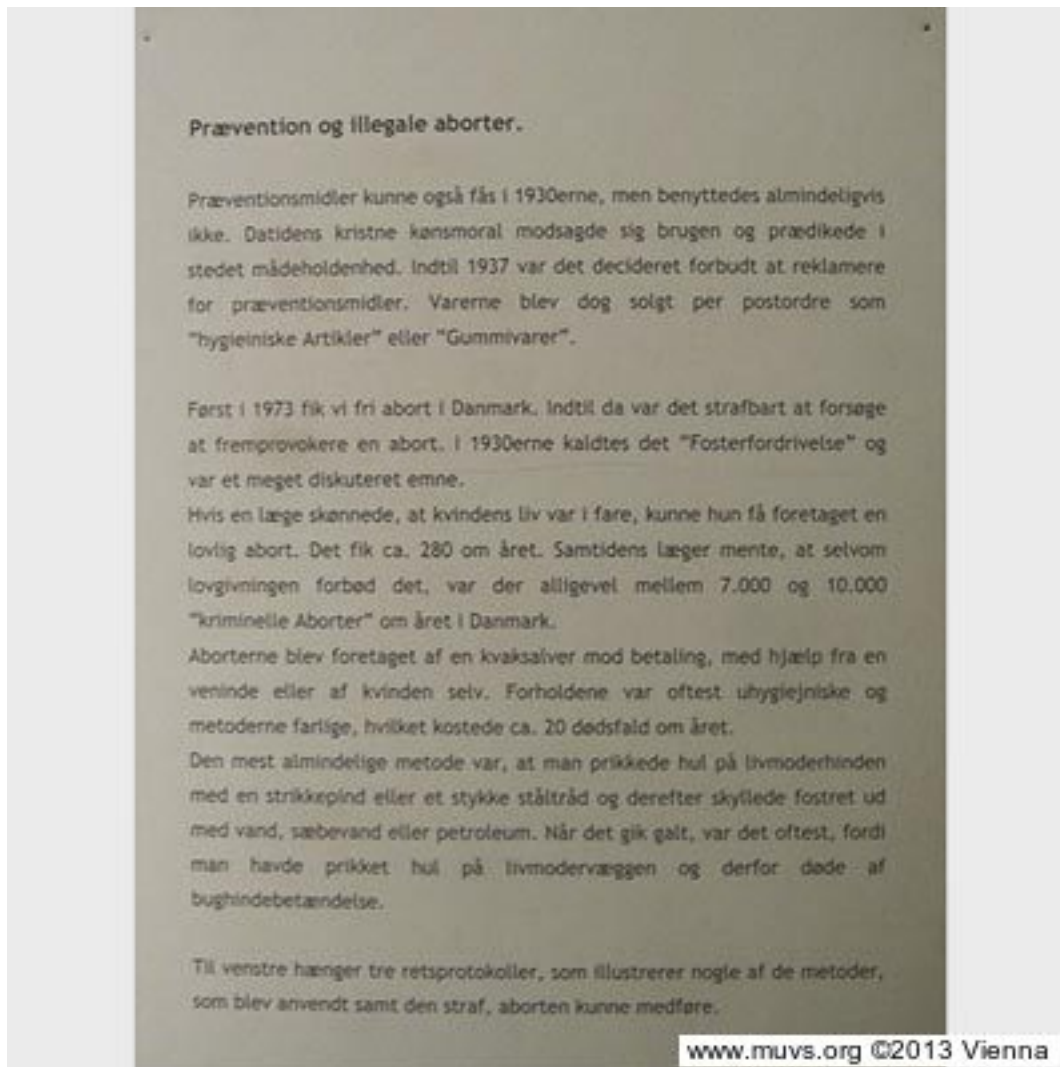 Prævention og illegale aborter.
Præventionsmidler kunne også fås i 1930erne, men benyttedes almindeligvis
ikke. Datidens kristne kønsmoral modsagde sig brugen og prædikede i
stedet mådeholdenhed. Indtil 1937 var det decideret forbudt at reklamere
for præventionsmidler. Varerne blev dog solgt per postordre som
"hygieiniske Artikler" eller "Gummivarer".
Først i 1973 fik vi fri abort i Danmark. Indtil da var det strafbart at forsøge
at fremprovokere en abort. I 1930erne kaldtes det "Fosterfordrivelse" og
var et meget diskuteret emne.
Hvis en læge skønnede, at kvindens liv var i fare, kunne hun få foretaget en
lovlig abort. Det fik ca. 280 om året. Samtidens læger mente, at selvom
lovgivningen forbød det, var der alligevel mellem 7.000 og 10.000
"kriminelle Aborter" om året i Danmark.
Aborterne blev foretaget af en kvaksalver mod betaling, med hjælp fra en
veninde eller af kvinden selv. Forholdene var oftest uhygiejniske og
metoderne farlige, hvilket kostede ca. 20 dødsfald om året.
Den mest almindelige metode var, at man prikkede hul på livmoderhinden
med en strikkepind eller et stykke ståltråd og derefter skyllede fostret ud
med vand, sæbevand eller petroleum. Når det gik galt, var det oftest, fordi
man havde prikket hul på livmodervæggen og derfor døde af
bughindebetændelse.
Til venstre hænger tre retsprotokoller, som illustrerer nogle af de metoder,
som blev anvendt samt den straf, aborten kunne medføre.
www.muvs.org ©2013 Vienna